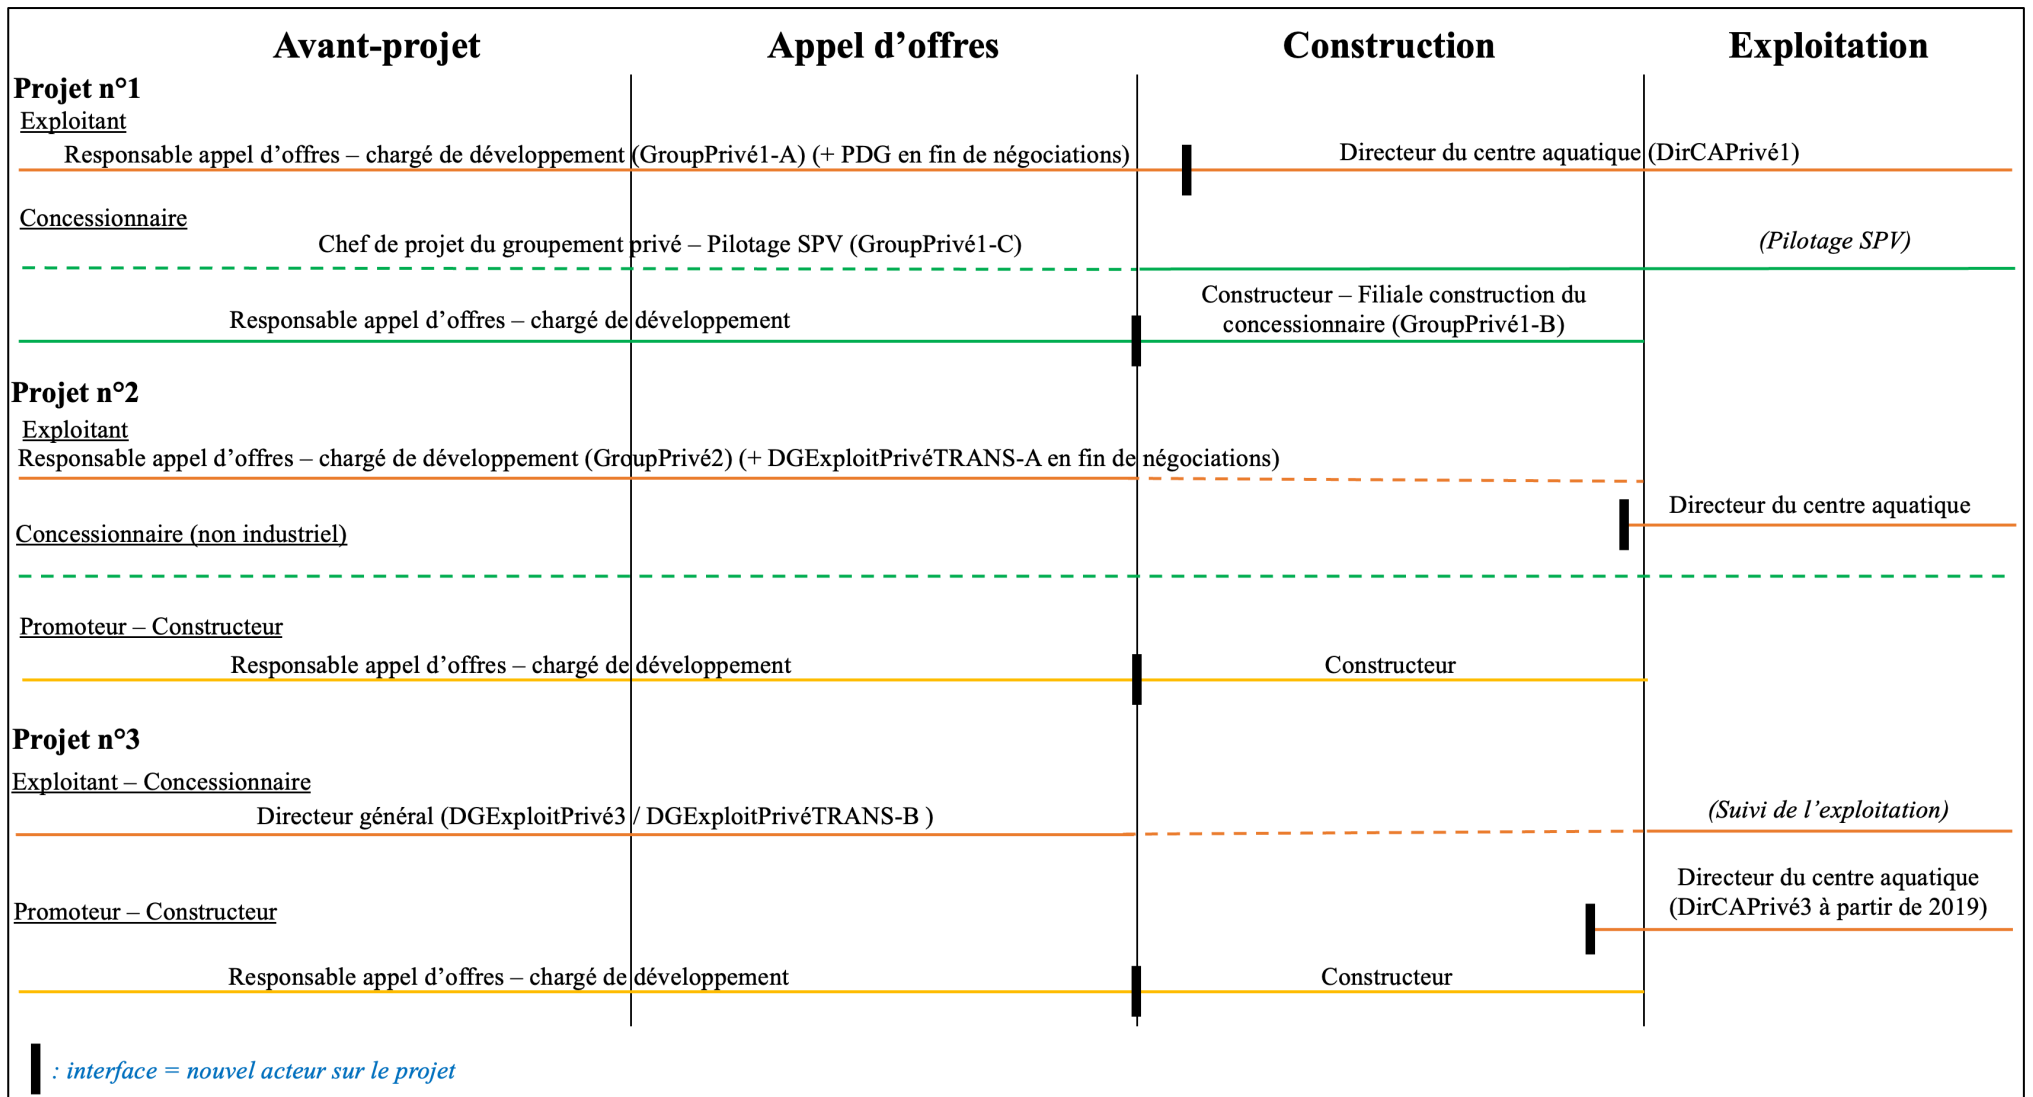 Avant-projet
Appel d’offres
Construction
Exploitation
Projet n°1
Exploitant
Responsable appel d’offres – chargé de développement (GroupPrivé1-A) (+ PDG en fin de négociations)
Directeur du centre aquatique (DirCAPrivé1)
Concessionnaire
Chef de projet du groupement privé – Pilotage SPV (GroupPrivé1-C)
(Pilotage SPV)
Responsable appel d’offres – chargé de développement
Constructeur – Filiale construction du
concessionnaire (GroupPrivé1-B)
Projet n°2
Exploitant
Responsable appel d’offres – chargé de développement (GroupPrivé2) (+ DGExploitPrivéTRANS-A en fin de négociations)
Directeur du centre aquatique
Concessionnaire (non industriel)
Promoteur – Constructeur
Responsable appel d’offres – chargé de développement
Constructeur
Projet n°3
Exploitant – Concessionnaire
Directeur général (DGExploitPrivé3 / DGExploitPrivéTRANS-B )
(Suivi de l’exploitation)
Directeur du centre aquatique
(DirCAPrivé3 à partir de 2019)
Promoteur – Constructeur
Responsable appel d’offres – chargé de développement
Constructeur
: interface = nouvel acteur sur le projet